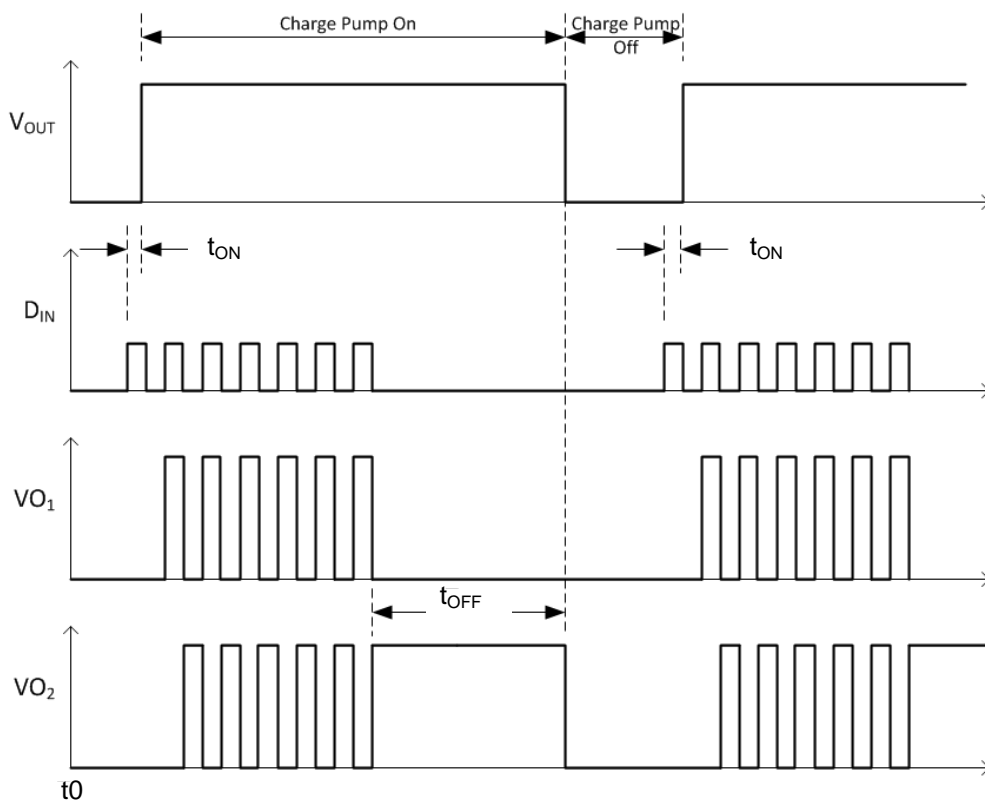 Charge Pump On
Charge Pump
Off
VOUT
tON
tON
DIN
VO1
tOFF
VO2
t0